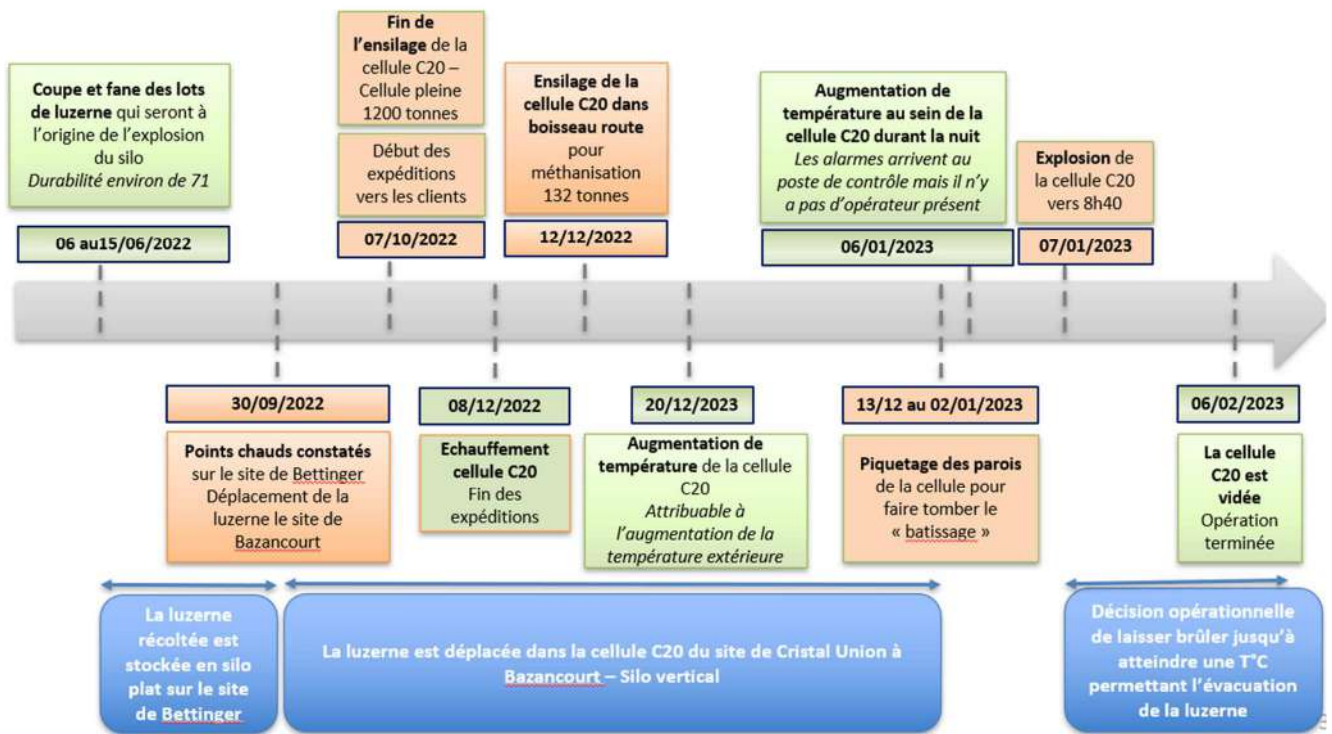 Coupe et fane des lots
de luzerne qui seront à
l'origine de l'explosion
du silo
Durabilité environ de 71
06 au15/06/2022
Fin de
l'ensilage de la
cellule C20 –
Cellule pleine
1200 tonnes
Début des
expéditions
vers les clients
07/10/2022
Ensilage de la
cellule C20 dans
boisseau route
pour
méthanisation
132 tonnes
12/12/2022
Augmentation de
température au sein de la
cellule C20 durant la nuit
Les alarmes arrivent au
poste de contrôle mais il n'y
a pas d'opérateur présent
06/01/2023
Explosion de
la cellule C20
vers 8h40
07/01/2023
30/09/2022
Points chauds constatés
sur le site de Bettinger
Déplacement de la
luzerne le site de
Bazancourt
08/12/2022
Echauffement
cellule C20
Fin des
expéditions
20/12/2023
Augmentation de
température de la cellule
C20
Attribuable à
l'augmentation de la
température extérieure
13/12 au 02/01/2023
Piquetage des parois
de la cellule pour
faire tomber le
« batissage »
06/02/2023
La cellule
C20 est
vidée
Opération
terminée
La luzerne
récoltée est
stockée en silo
plat sur le site
de Bettinger
La luzerne est déplacée dans la cellule C20 du site de Cristal Union à
Bazancourt – Silo vertical
Décision opérationnelle
de laisser brûler jusqu'à
atteindre une T°C
permettant l'évacuation
de la luzerne